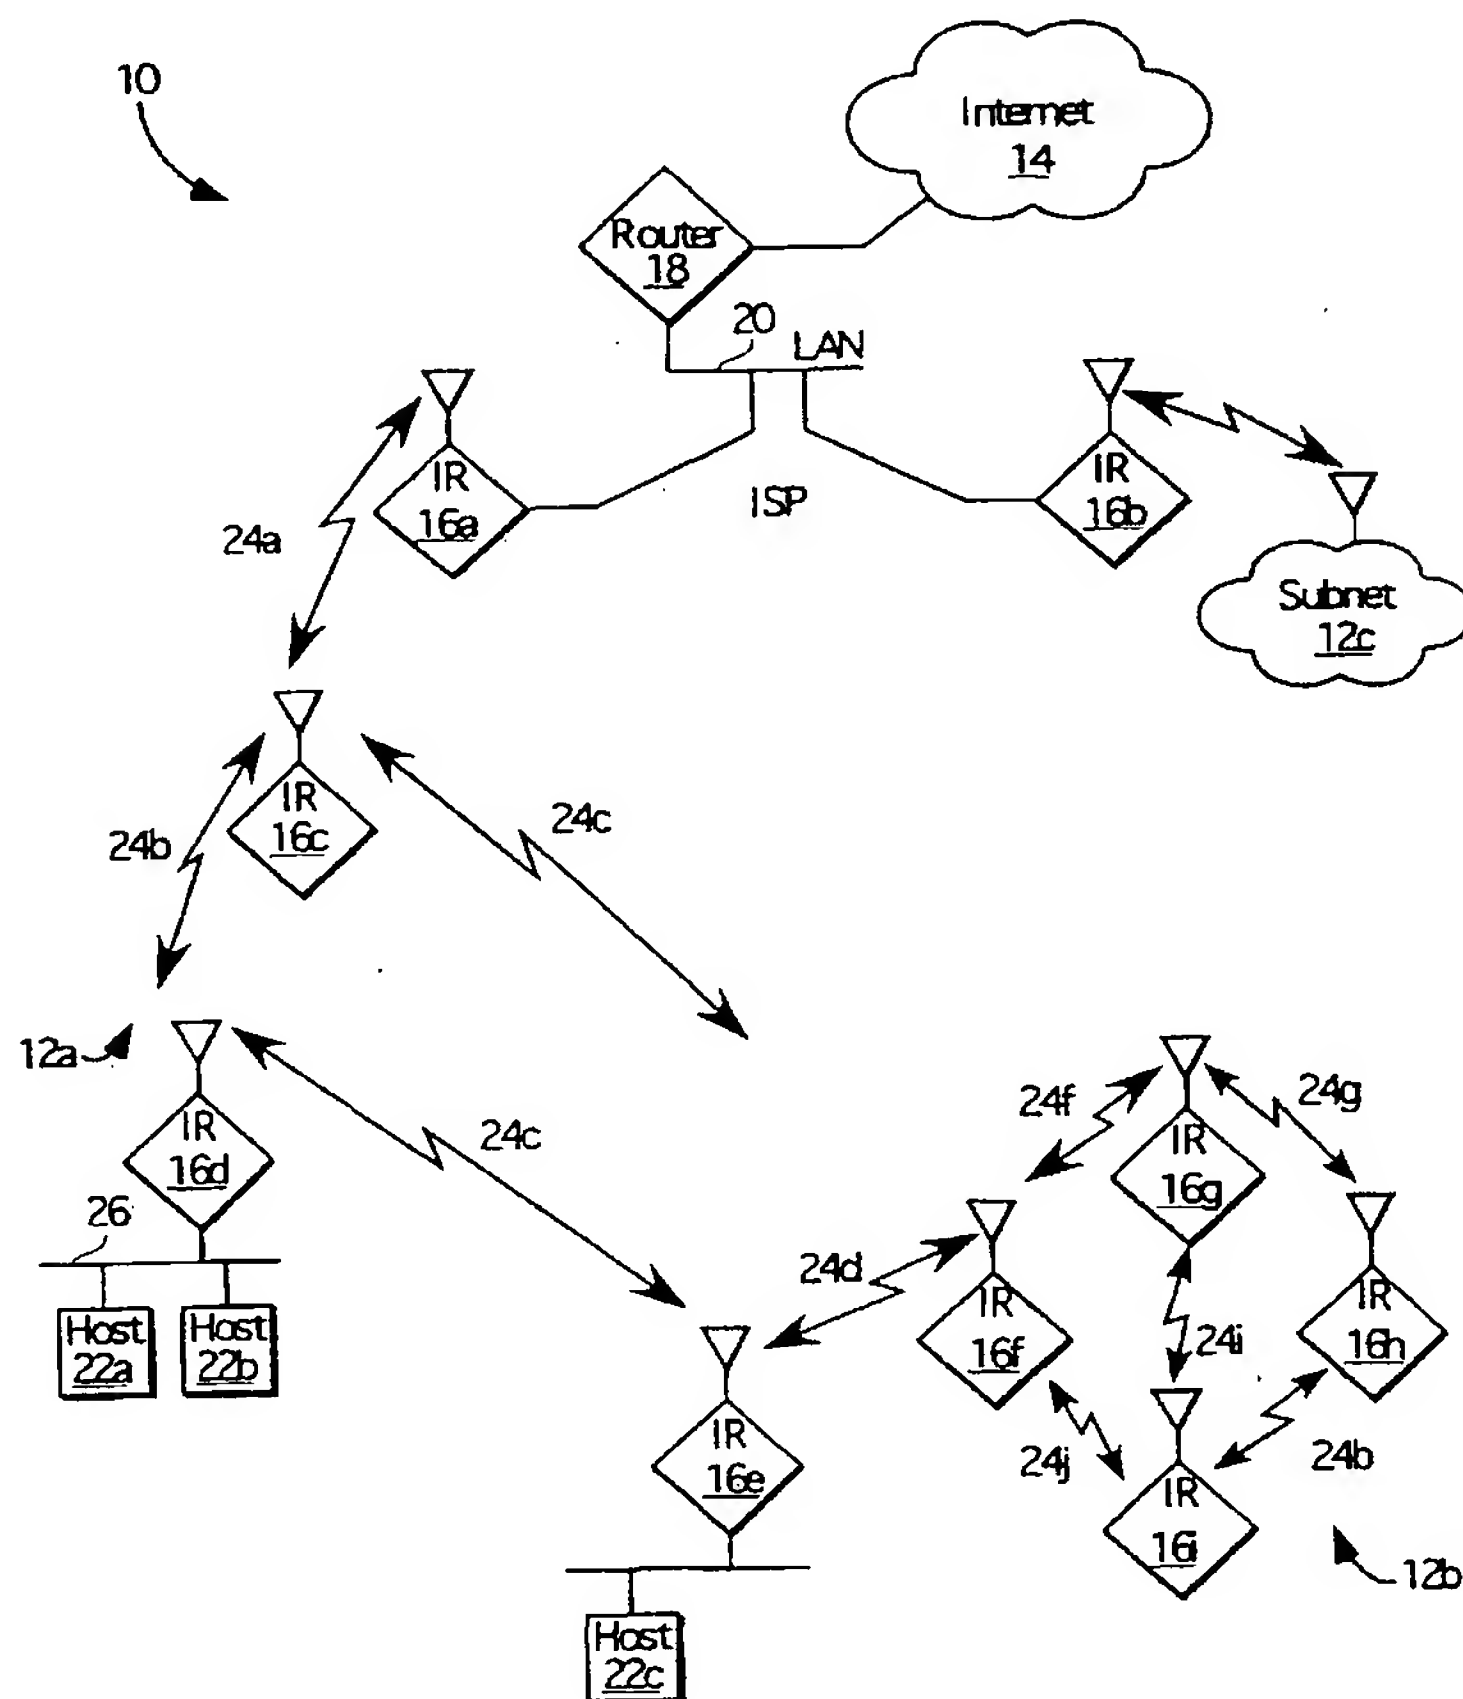 10
Internet
14
Router
18
20
LAN
IR
16a
ISP
IR
16b
24a
Subnet
12c
IR
16c
24b
24c
12a
IR
16d
24c
26
Host
22a
Host
22b
24f
24g
IR
16g
24d
IR
16f
24i
IR
16h
24j
24h
IR
16e
IR
16i
12b
Host
22c